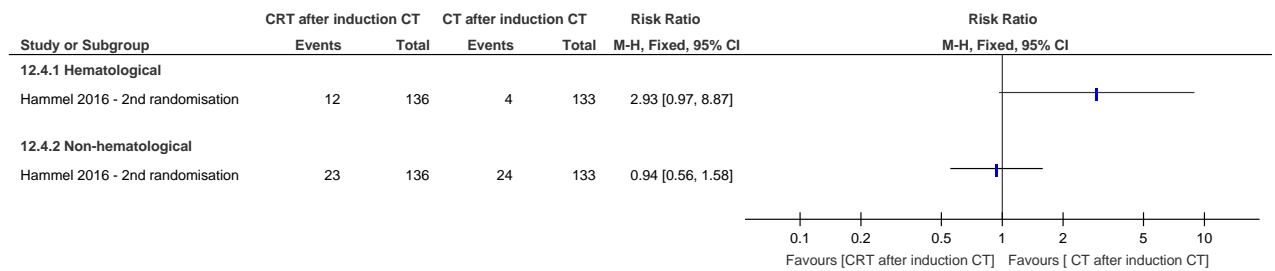 CRT after induction CT CT after induction CT Risk Ratio Risk Ratio
Study or Subgroup Events Total Events Total M-H, Fixed, 95% CI M-H, Fixed, 95% CI
12.4.1 Hematological
Hammel 2016 - 2nd randomisation 12 136 4 133 2.93 [0.97, 8.87]
12.4.2 Non-hematological
Hammel 2016 - 2nd randomisation 23 136 24 133 0.94 [0.56, 1.58]
0.1 0.2 0.5 1 2 5 10
Favours [CRT after induction CT] Favours [ CT after induction CT]